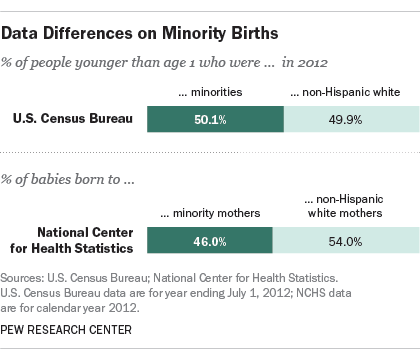 Data Differences on Minority Births
% of people younger than age 1 who were ... in 2012
... minorities
... non-Hispanic white
U.S. Census Bureau
50.1%
49.9%
% of babies born to ...
... minority mothers
... non-Hispanic
white mothers
National Center
for Health Statistics
46.0%
54.0%
Sources: U.S. Census Bureau; National Center for Health Statistics.
U.S. Census Bureau data are for year ending July 1, 2012; NCHS data
are for calendar year 2012.
PEW RESEARCH CENTER